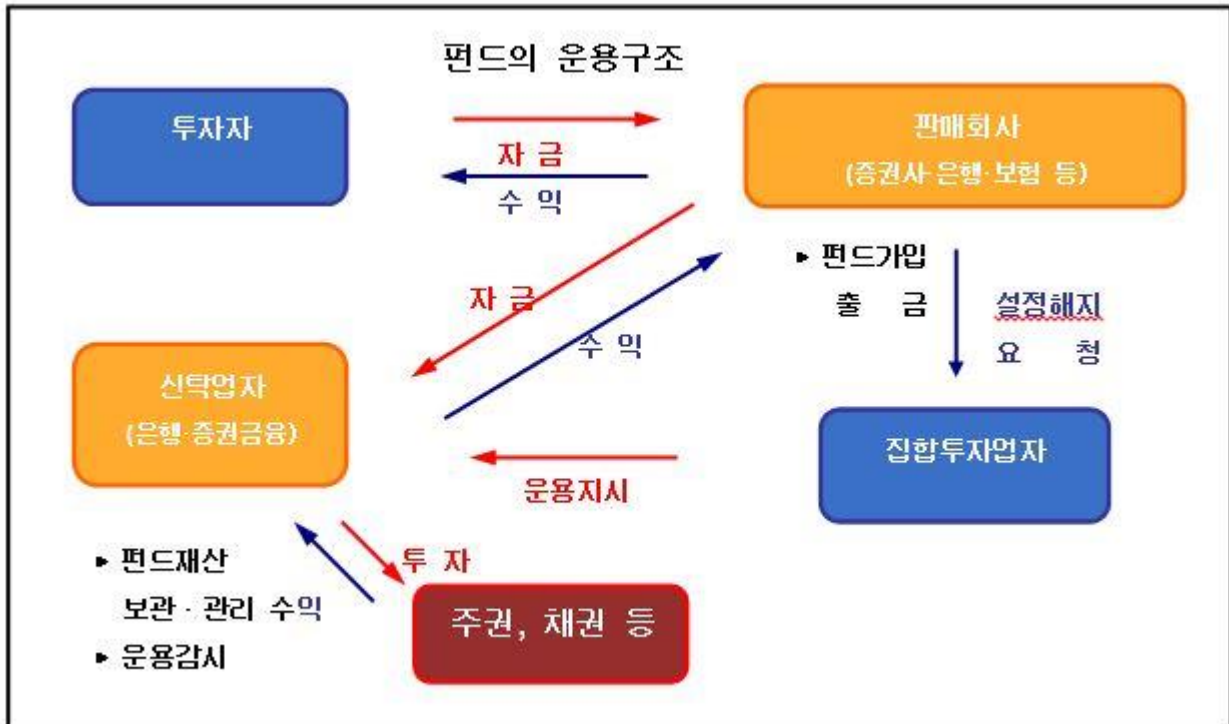 펀드의 운용구조
투자자
판매회사
(증권사·은행·보험 등)
자 금
수 익
▸ 펀드가입
출 금
설정해지
요 청
자 금
수 익
신탁업자
(은행·증권금융)
집합투자업자
운용지시
▸ 펀드재산
보관·관리 수익
▸ 운용감시
투 자
주권, 채권 등